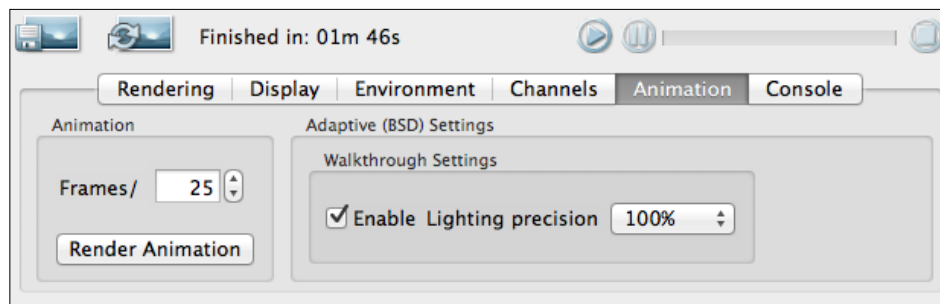 Finished in: 01m 46s
Rendering Display Environment Channels Animation Console
Animation
Frames/ 25
Render Animation
Adaptive (BSD) Settings
Walkthrough Settings
Enable Lighting precision 100%